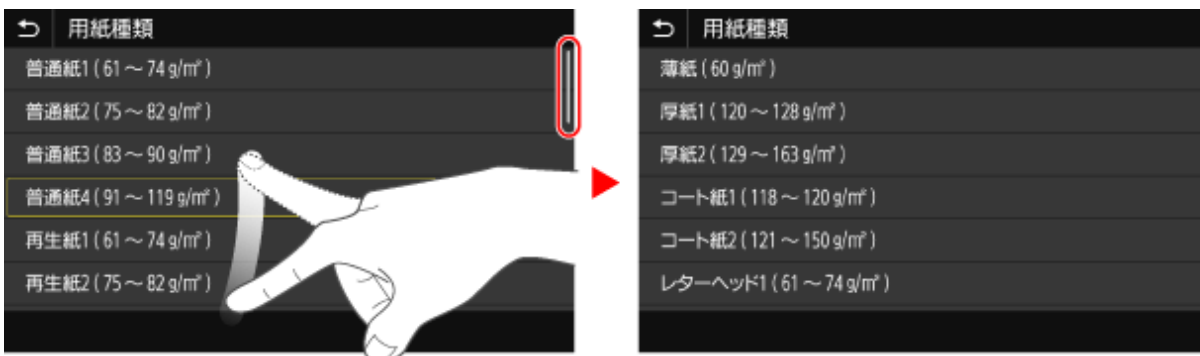 用紙種類
普通紙1 ( 61 ～ 74 g/m² )
普通紙2 ( 75 ～ 82 g/m² )
普通紙3 ( 83 ～ 90 g/m² )
普通紙4 ( 91 ～ 119 g/m² )
再生紙1 ( 61 ～ 74 g/m² )
再生紙2 ( 75 ～ 82 g/m² )
用紙種類
薄紙 ( 60 g/m² )
厚紙1 ( 120 ～ 128 g/m² )
厚紙2 ( 129 ～ 163 g/m² )
コート紙1 ( 118 ～ 120 g/m² )
コート紙2 ( 121 ～ 150 g/m² )
レターヘッド1 ( 61 ～ 74 g/m² )